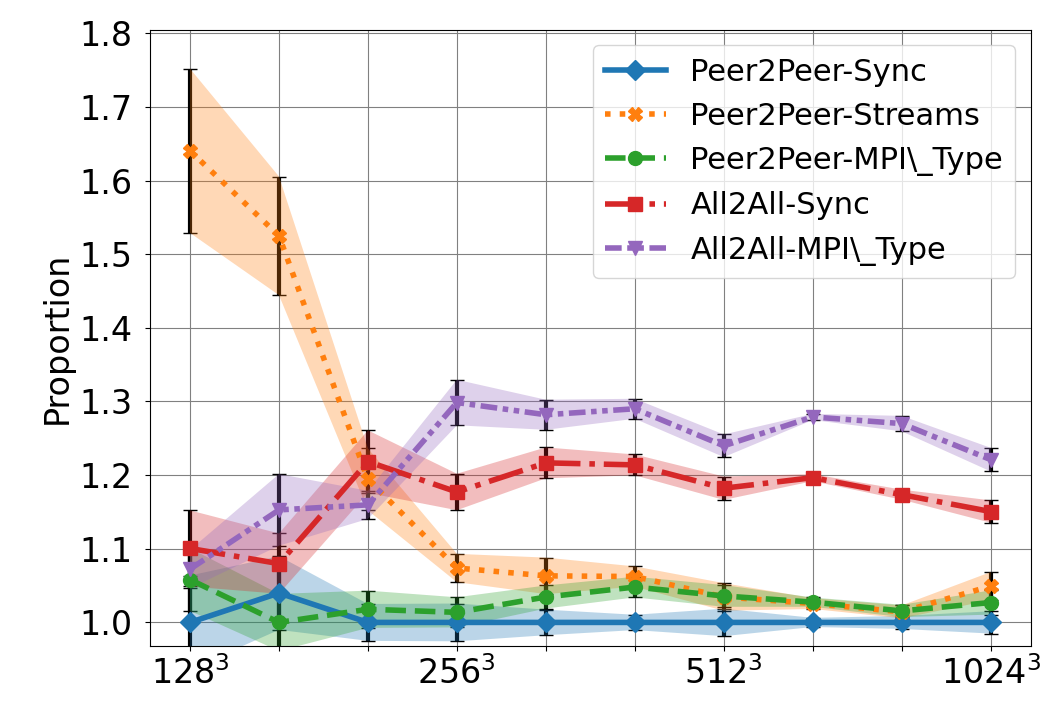 1.8
1.7
1.6
1.5
1.4
1.3
1.2
1.1
1.0
Proportion
Peer2Peer-Sync
Peer2Peer-Streams
Peer2Peer-MPI\_Type
All2All-Sync
All2All-MPI\_Type
128³ 256³ 512³ 1024³